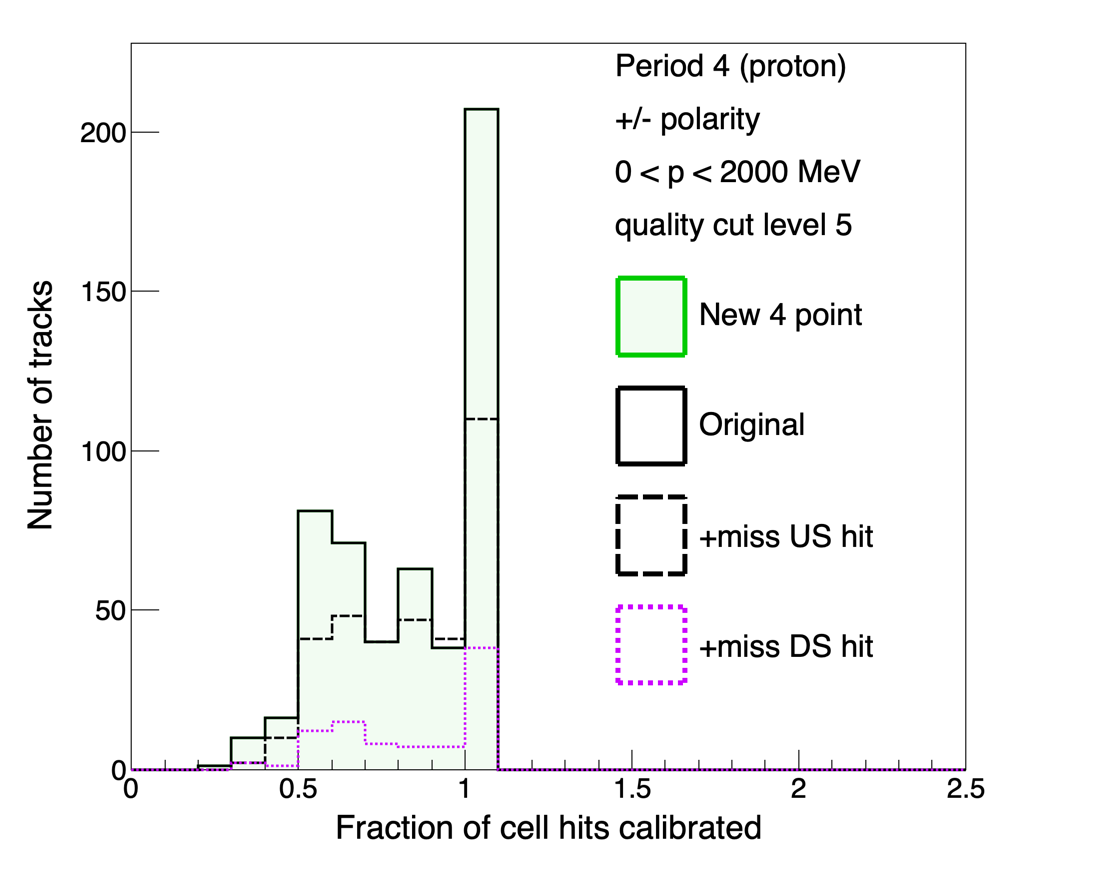 Period 4 (proton)
+/- polarity
0 < p < 2000 MeV
quality cut level 5
New 4 point
Original
+miss US hit
+miss DS hit
Number of tracks
200
150
100
50
0
0 0.5 1 1.5 2 2.5
Fraction of cell hits calibrated